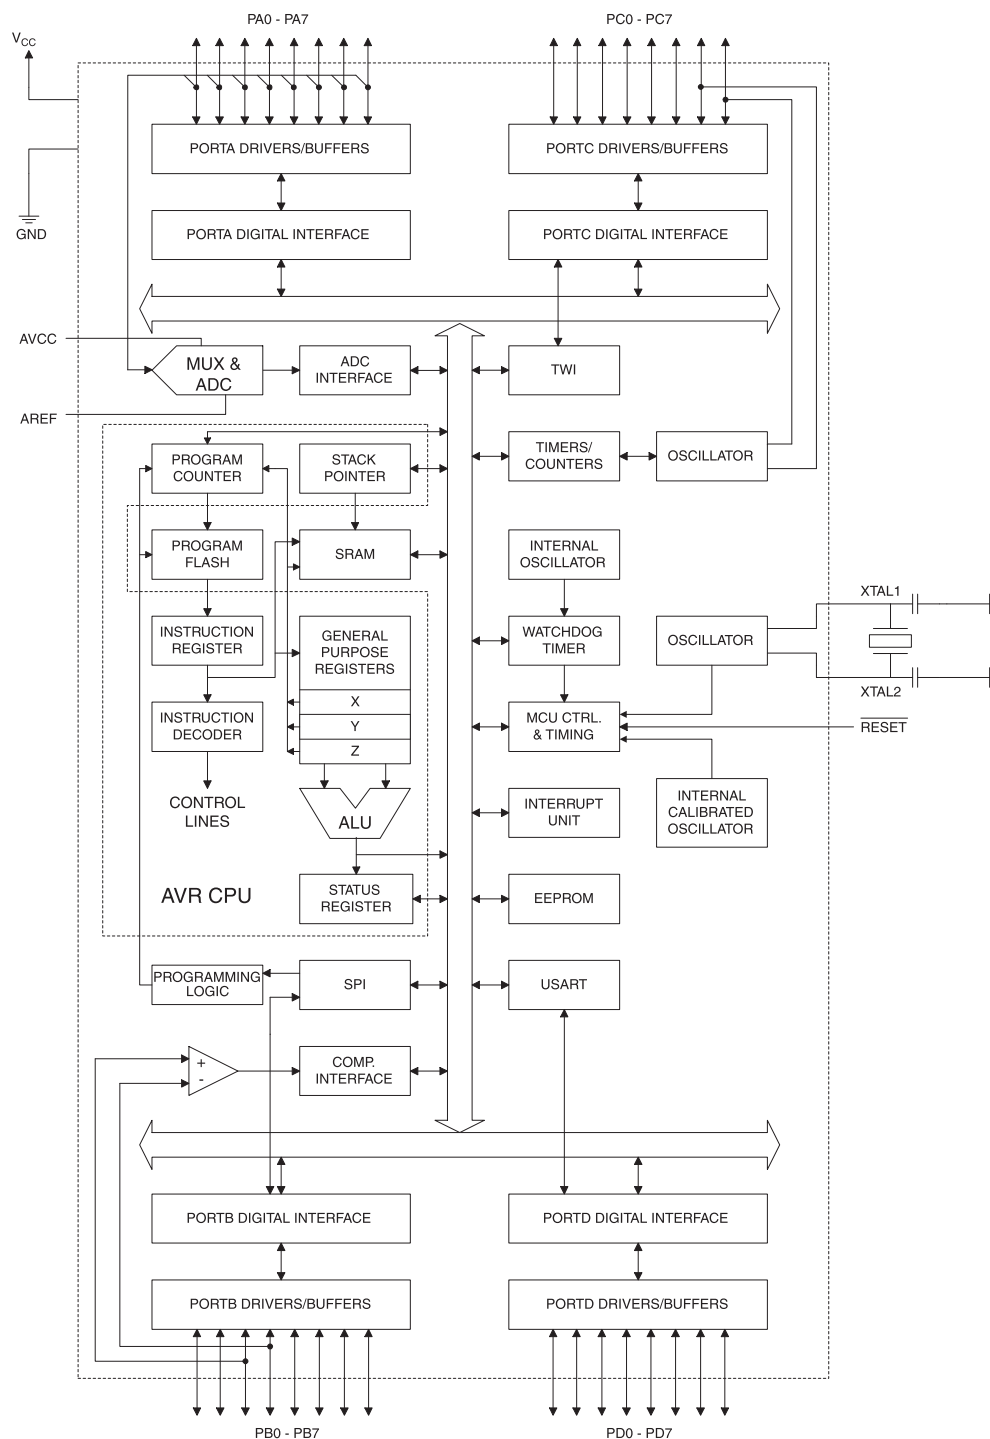 PA0 - PA7
PC0 - PC7
VCC
PORTA DRIVERS/BUFFERS
PORTC DRIVERS/BUFFERS
GND
PORTA DIGITAL INTERFACE
PORTC DIGITAL INTERFACE
AVCC
MUX &
ADC
ADC
INTERFACE
TWI
AREF
PROGRAM
COUNTER
STACK
POINTER
TIMERS/
COUNTERS
OSCILLATOR
PROGRAM
FLASH
SRAM
INTERNAL
OSCILLATOR
XTAL1
INSTRUCTION
REGISTER
GENERAL
PURPOSE
REGISTERS
WATCHDOG
TIMER
OSCILLATOR
XTAL2
X
INSTRUCTION
DECODER
Y
Z
MCU CTRL.
& TIMING
RESET
CONTROL
LINES
ALU
INTERRUPT
UNIT
INTERNAL
CALIBRATED
OSCILLATOR
AVR CPU
STATUS
REGISTER
EEPROM
PROGRAMMING
LOGIC
SPI
USART
+
-
COMP.
INTERFACE
PORTB DIGITAL INTERFACE
PORTD DIGITAL INTERFACE
PORTB DRIVERS/BUFFERS
PORTD DRIVERS/BUFFERS
PB0 - PB7
PD0 - PD7